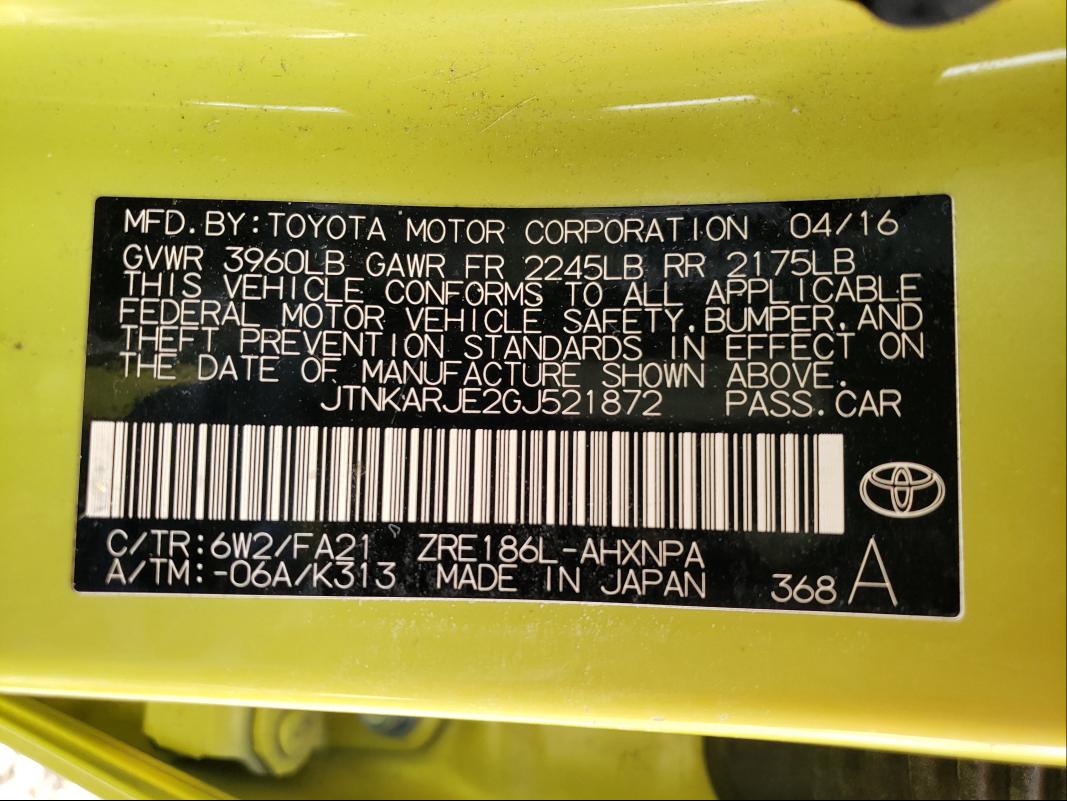 MFD.BY:TOYOTA MOTOR CORPORATION 04/16
GVWR 3960LB GAWR FR 2245LB RR 2175LB
THIS VEHICLE CONFORMS TO ALL APPLICABLE
FEDERAL MOTOR VEHICLE SAFETY,BUMPER,AND
THEFT PREVENTION STANDARDS IN EFFECT ON
THE DATE OF MANUFACTURE SHOWN ABOVE.
JTNKARJE2GJ521872 PASS.CAR
C/TR:6W2/FA21 ZRE186L-AHXNPA
A/TM:-06A/K313 MADE IN JAPAN 368 A